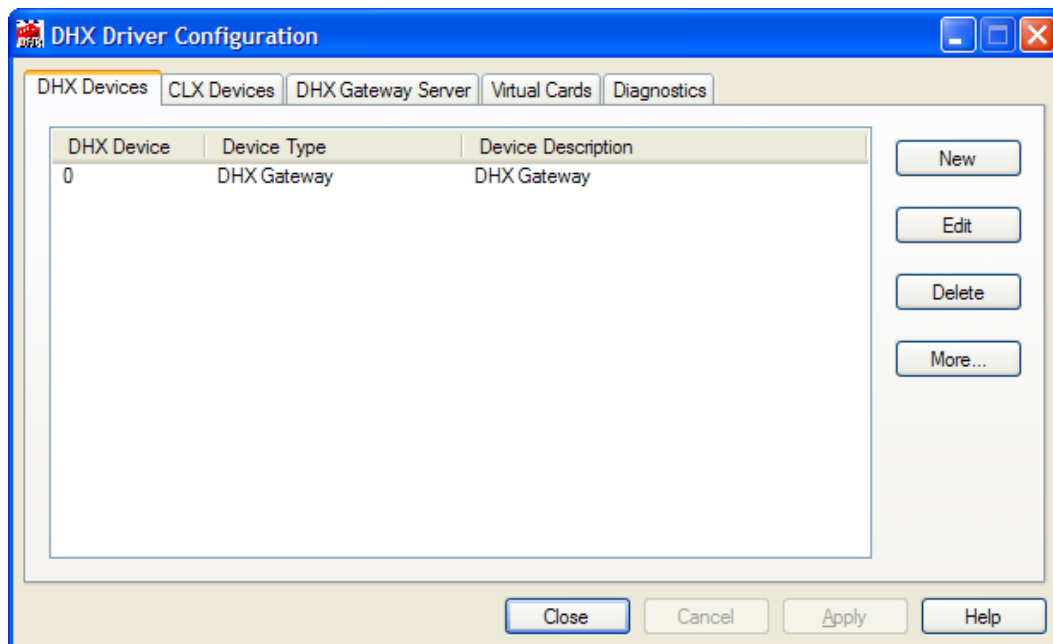 DHX Driver Configuration
DHX Devices CLX Devices DHX Gateway Server Virtual Cards Diagnostics
DHX Device Device Type Device Description
0 DHX Gateway DHX Gateway
New
Edit
Delete
More...
Close Cancel Apply Help